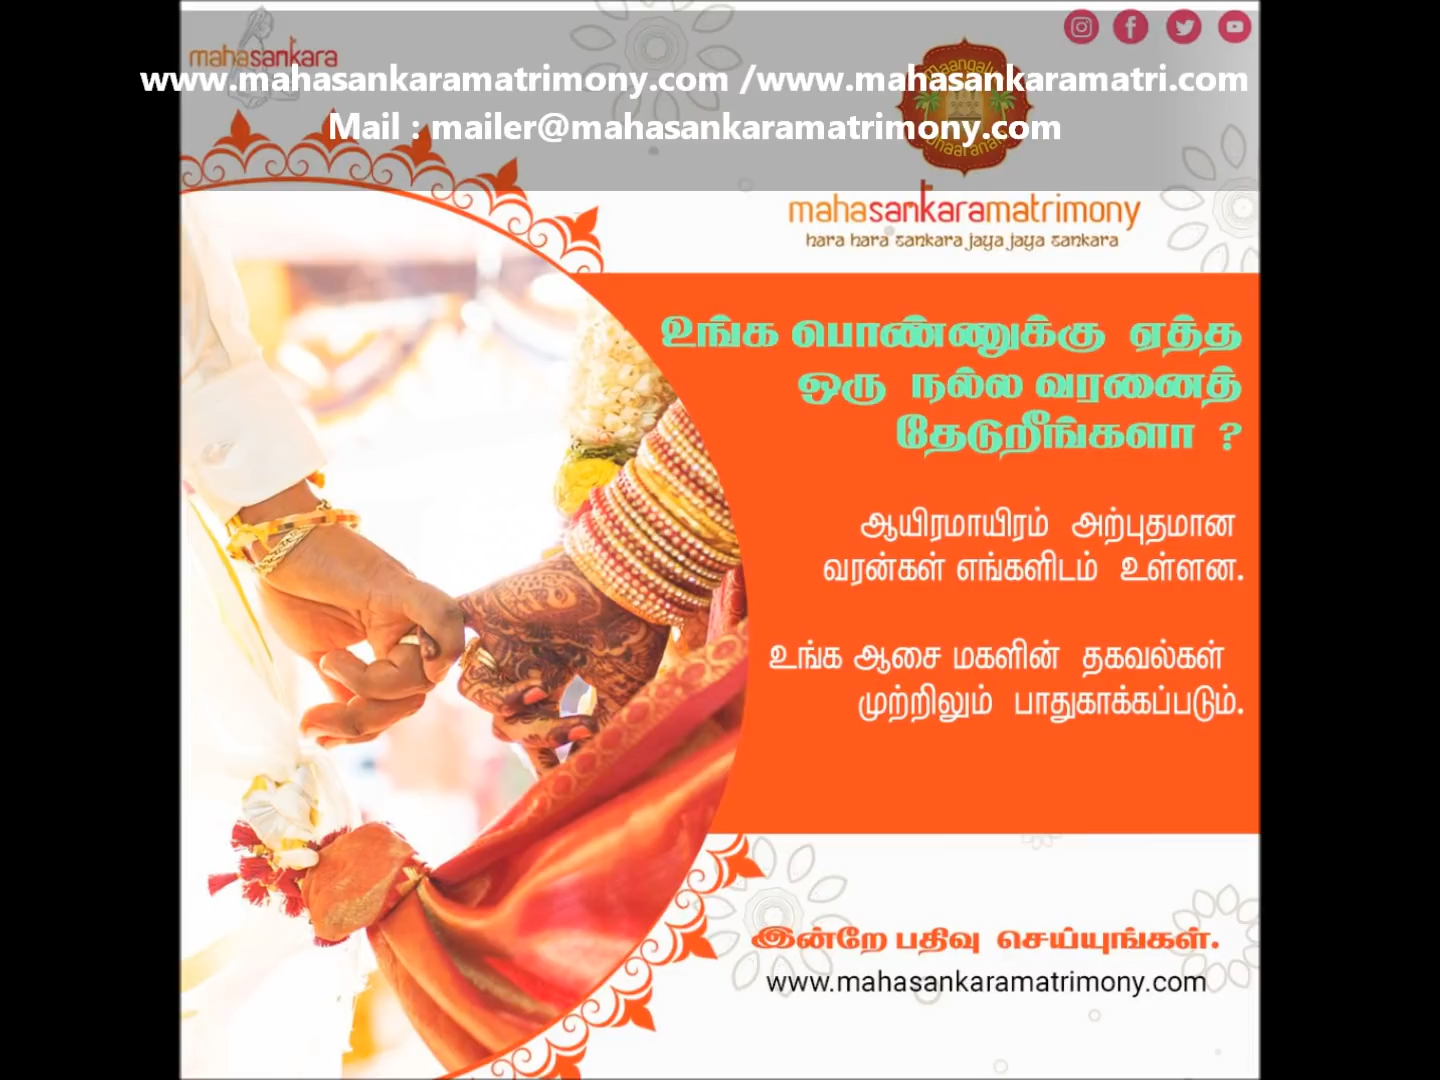 mahasankara
www.mahasankaramatrimony.com /www.mahasankaramatri.com
Mail : mailer@mahasankaramatrimony.com
mahasankaramatrimony
hara hara sankara jaya jaya sankara
உங்க பொண்ணுக்கு ஏத்த
ஒரு நல்ல வரனைத்
தேடுறீங்களா ?
ஆயிரமாயிரம் அற்புதமான
வரன்கள் எங்களிடம் உள்ளன.
உங்க ஆசை மகளின் தகவல்கள்
முற்றிலும் பாதுகாக்கப்படும்.
இன்றே பதிவு செய்யுங்கள்.
www.mahasankaramatrimony.com